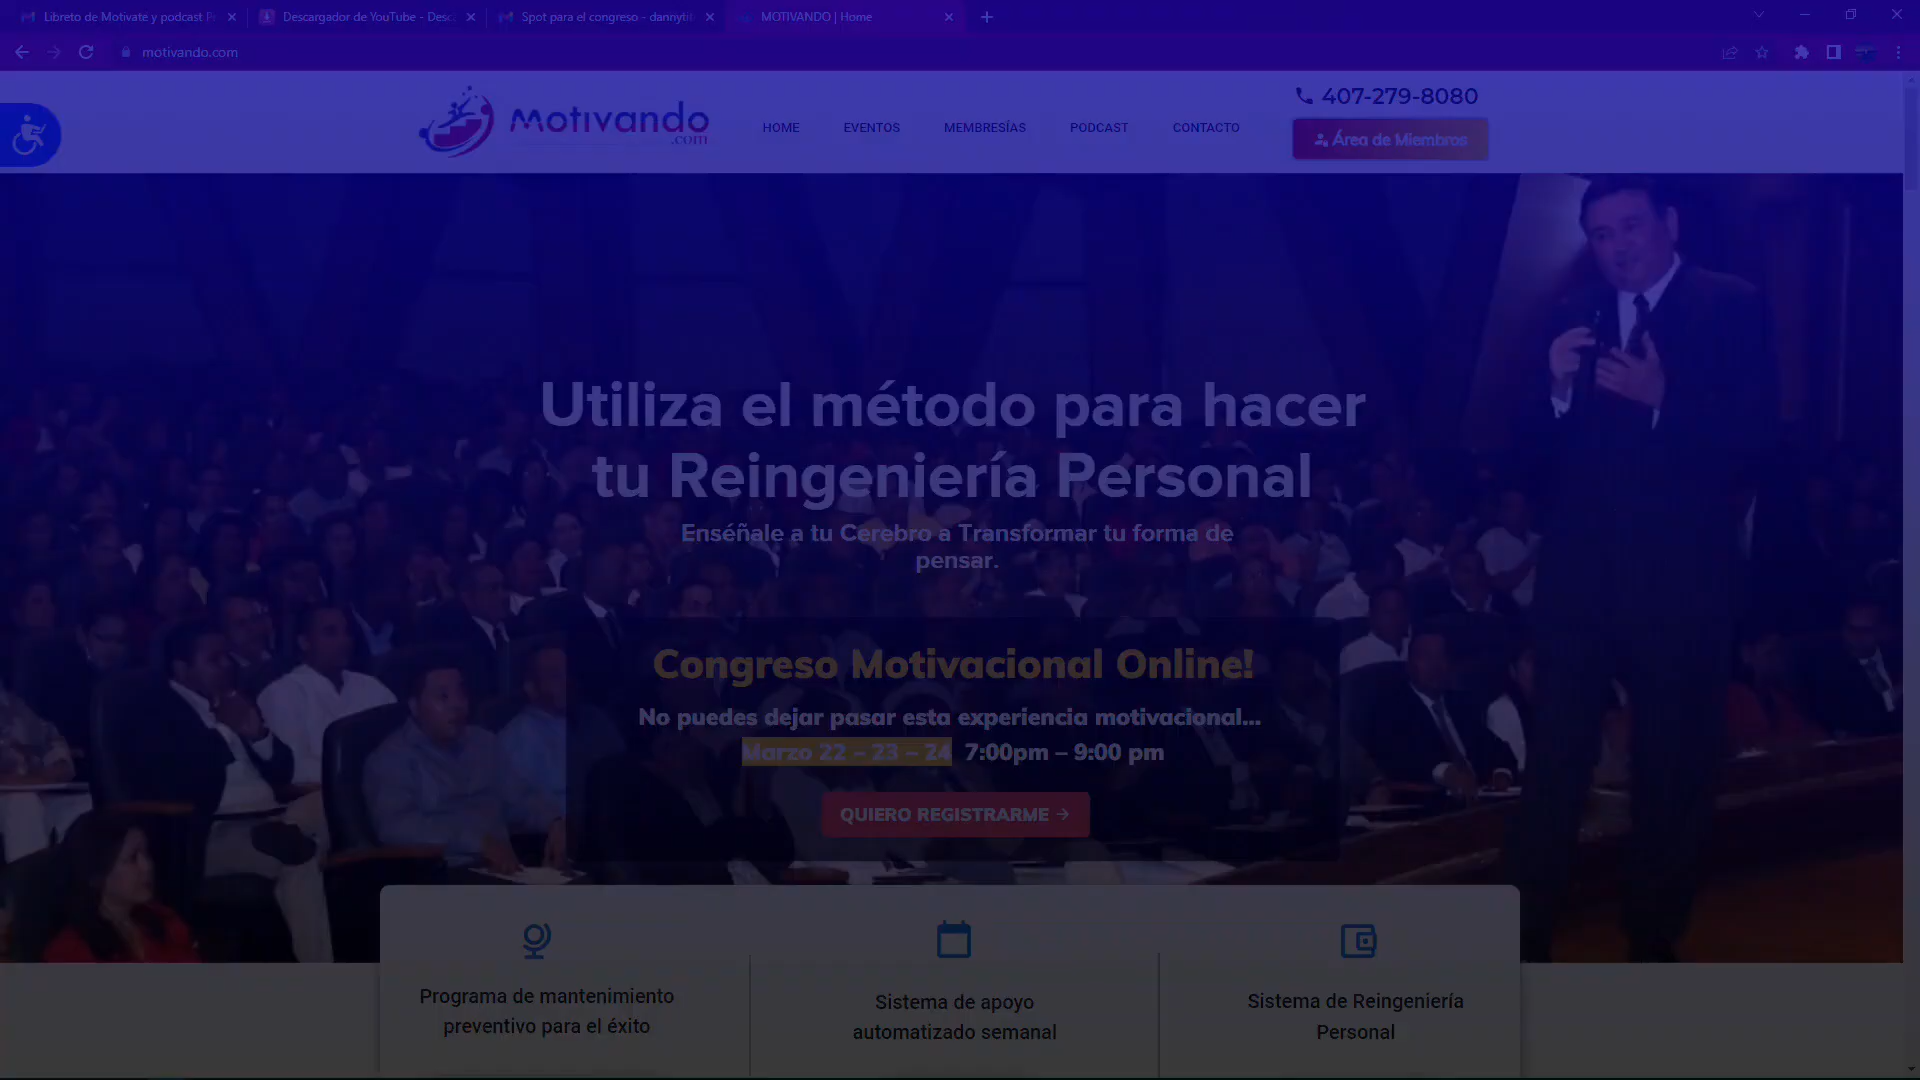 Libreto de Motivate y podcast
Descargador de YouTube - Desc
Spot para el congreso - dannytit
MOTIVANDO | Home
motivando.com
Motivando
.com
HOME
EVENTOS
MEMBRESÍAS
PODCAST
CONTACTO
407-279-8080
Área de Miembros
Utiliza el método para hacer
tu Reingeniería Personal
Enséñale a tu Cerebro a Transformar tu forma de
pensar.
Congreso Motivacional Online!
No puedes dejar pasar esta experiencia motivacional...
Marzo 22 – 23 – 24 7:00pm – 9:00 pm
QUIERO REGISTRARME →
Programa de mantenimiento
preventivo para el éxito
Sistema de apoyo
automatizado semanal
Sistema de Reingeniería
Personal